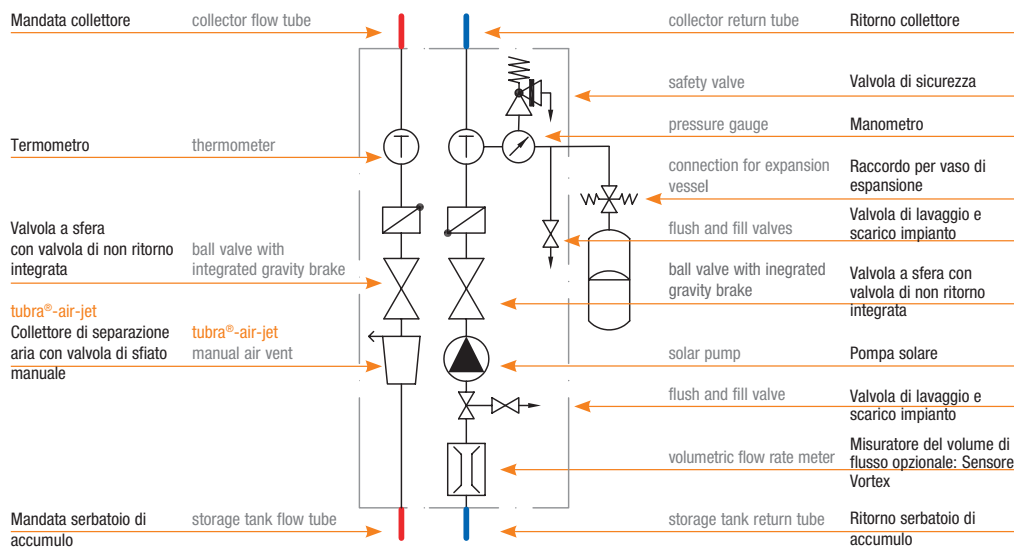 Mandata collettore
collector flow tube
collector return tube
Ritorno collettore
safety valve
Valvola di sicurezza
pressure gauge
Manometro
Termometro
thermometer
T
T
connection for expansion
vessel
Raccordo per vaso di
espansione
Valvola a sfera
con valvola di non ritorno
integrata
ball valve with
integrated gravity brake
flush and fill valves
Valvola di lavaggio e
scarico impianto
ball valve with inegrated
gravity brake
Valvola a sfera con
valvola di non ritorno
integrata
tubra®-air-jet
Collettore di separazione
aria con valvola di sfiato
manuale
tubra®-air-jet
manual air vent
solar pump
Pompa solare
flush and fill valve
Valvola di lavaggio e
scarico impianto
volumetric flow rate meter
Misuratore del volume di
flusso opzionale: Sensore
Vortex
Mandata serbatoio di
accumulo
storage tank flow tube
storage tank return tube
Ritorno serbatoio di
accumulo